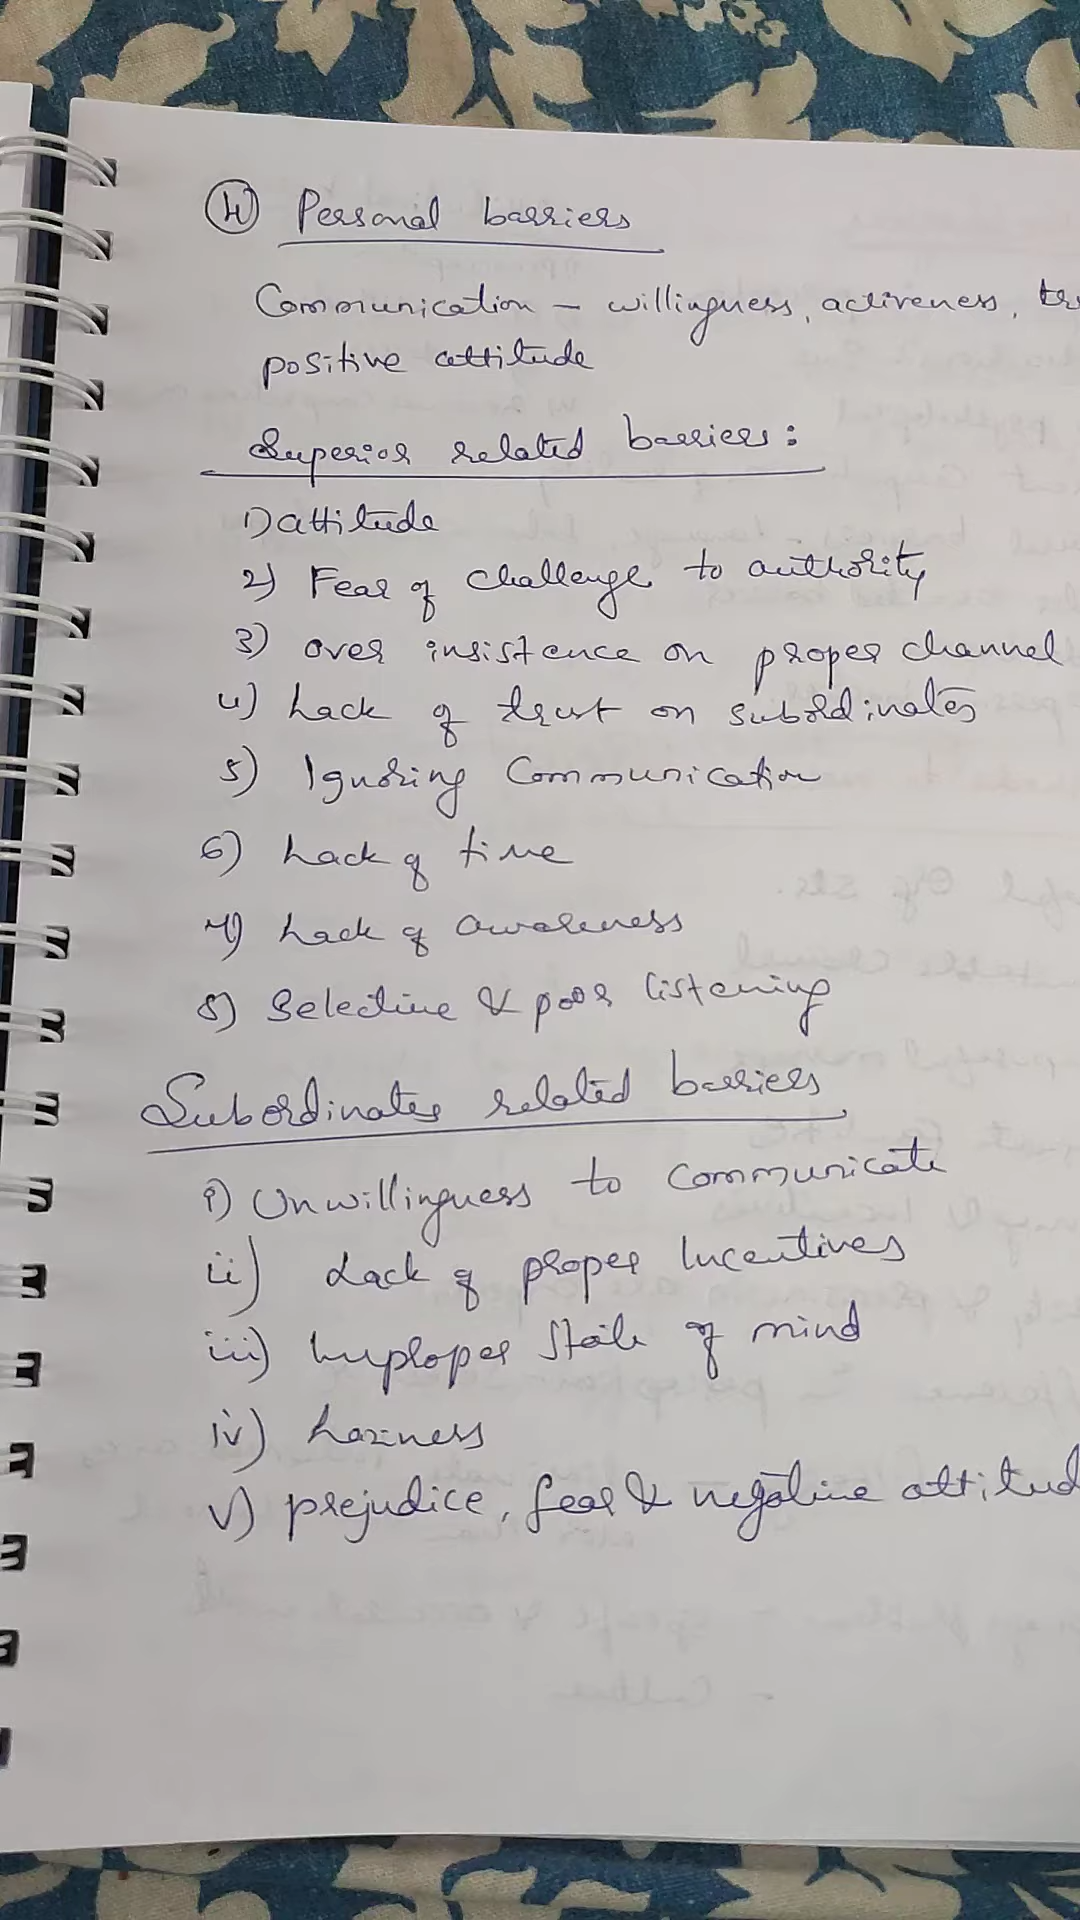 4) Personal barriers
Communication - willingness, activeness,
positive attitude
Superior related barriers:
1) attitude
2) Fear of challenge to authority
3) over insistence on proper channel
4) Lack of trust on subordinates
5) Ignoring Communication
6) Lack of time
7) Lack of awareness
8) Selective & poor listening
Subordinates related barriers
i) Unwillingness to communicate
ii) Lack of proper Incentives
iii) Improper State of mind
iv) Laziness
v) prejudice, fear & negative attitud